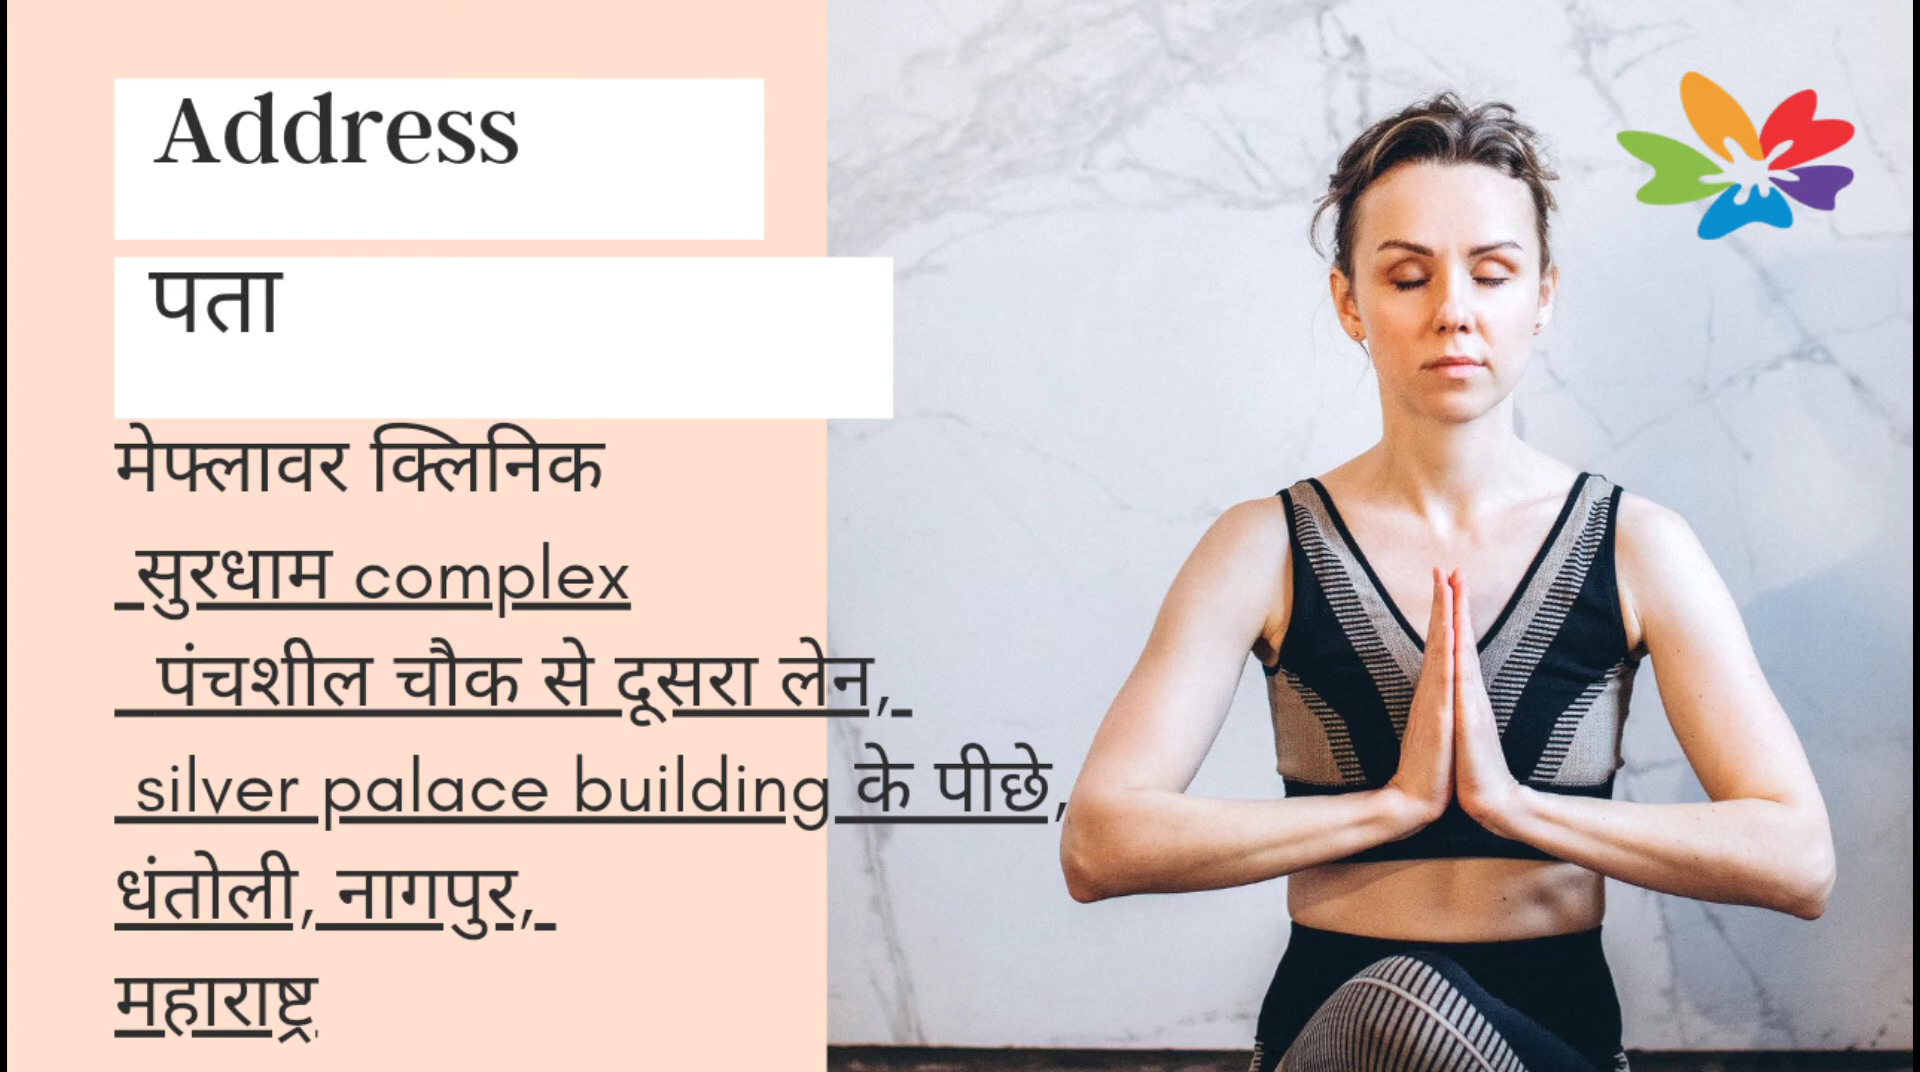 Address
पता
मेफ्लावर क्लिनिक
सुरधाम complex
पंचशील चौक से दूसरा लेन,
silver palace building के पीछे,
धंतोली, नागपुर,
महाराष्ट्र